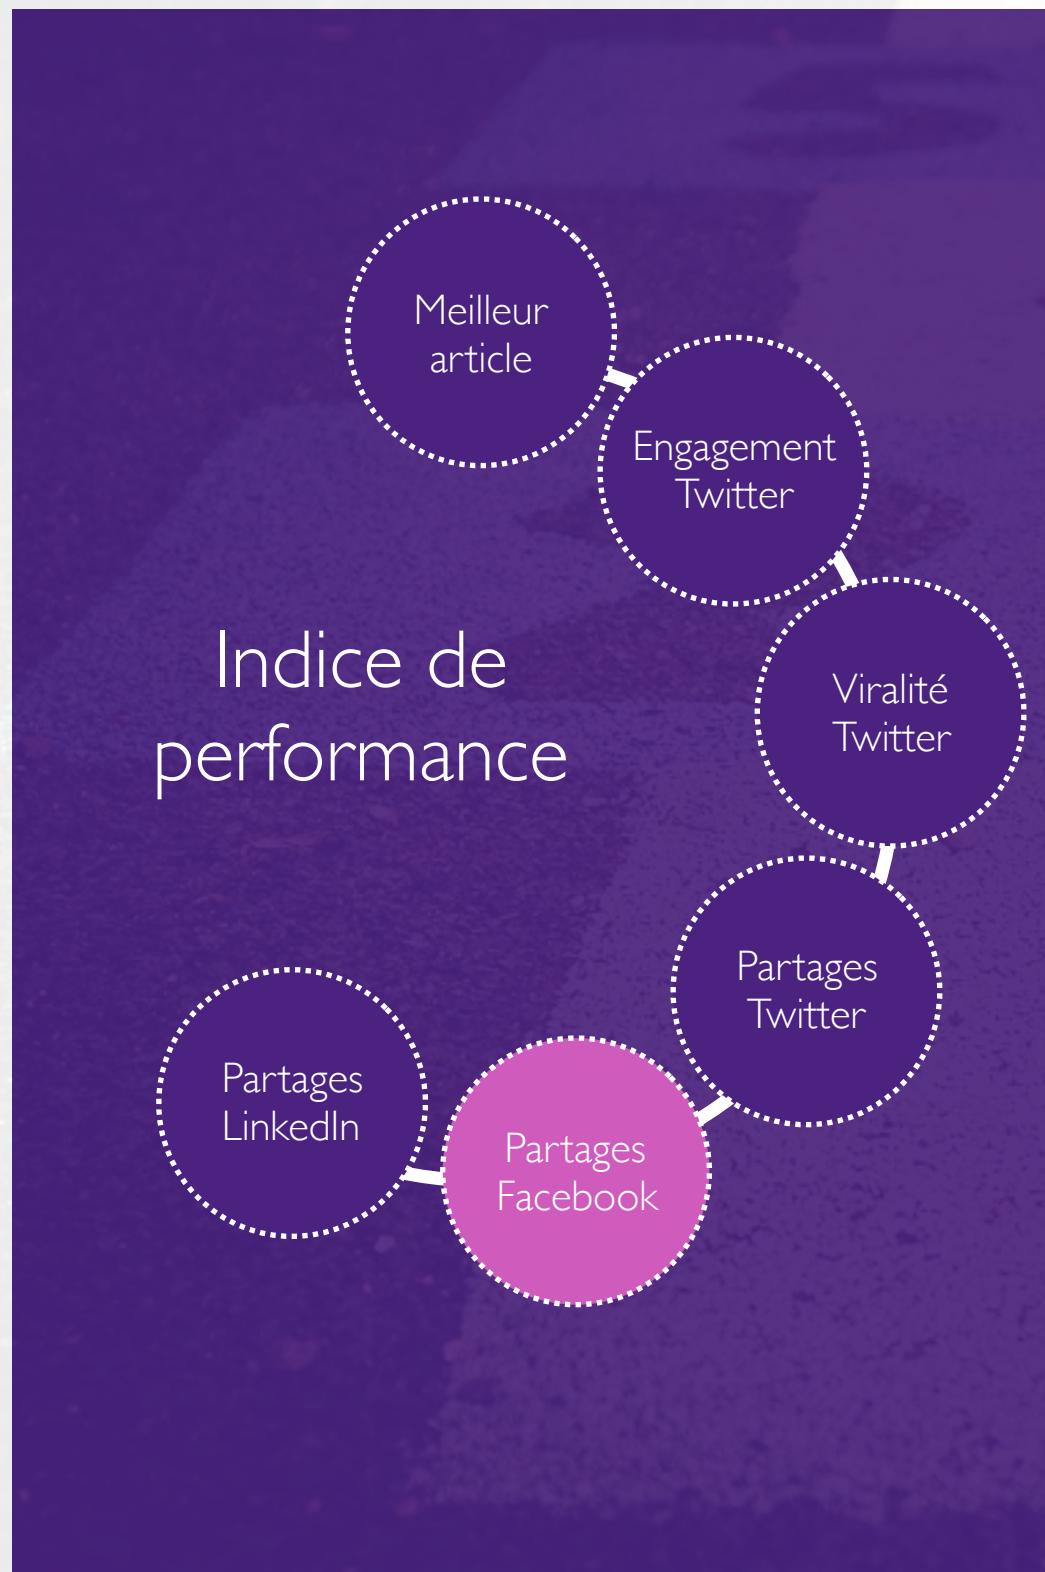 Meilleur
article
Engagement
Twitter
Indice de
performance
Viralité
Twitter
Partages
Twitter
Partages
LinkedIn
Partages
Facebook